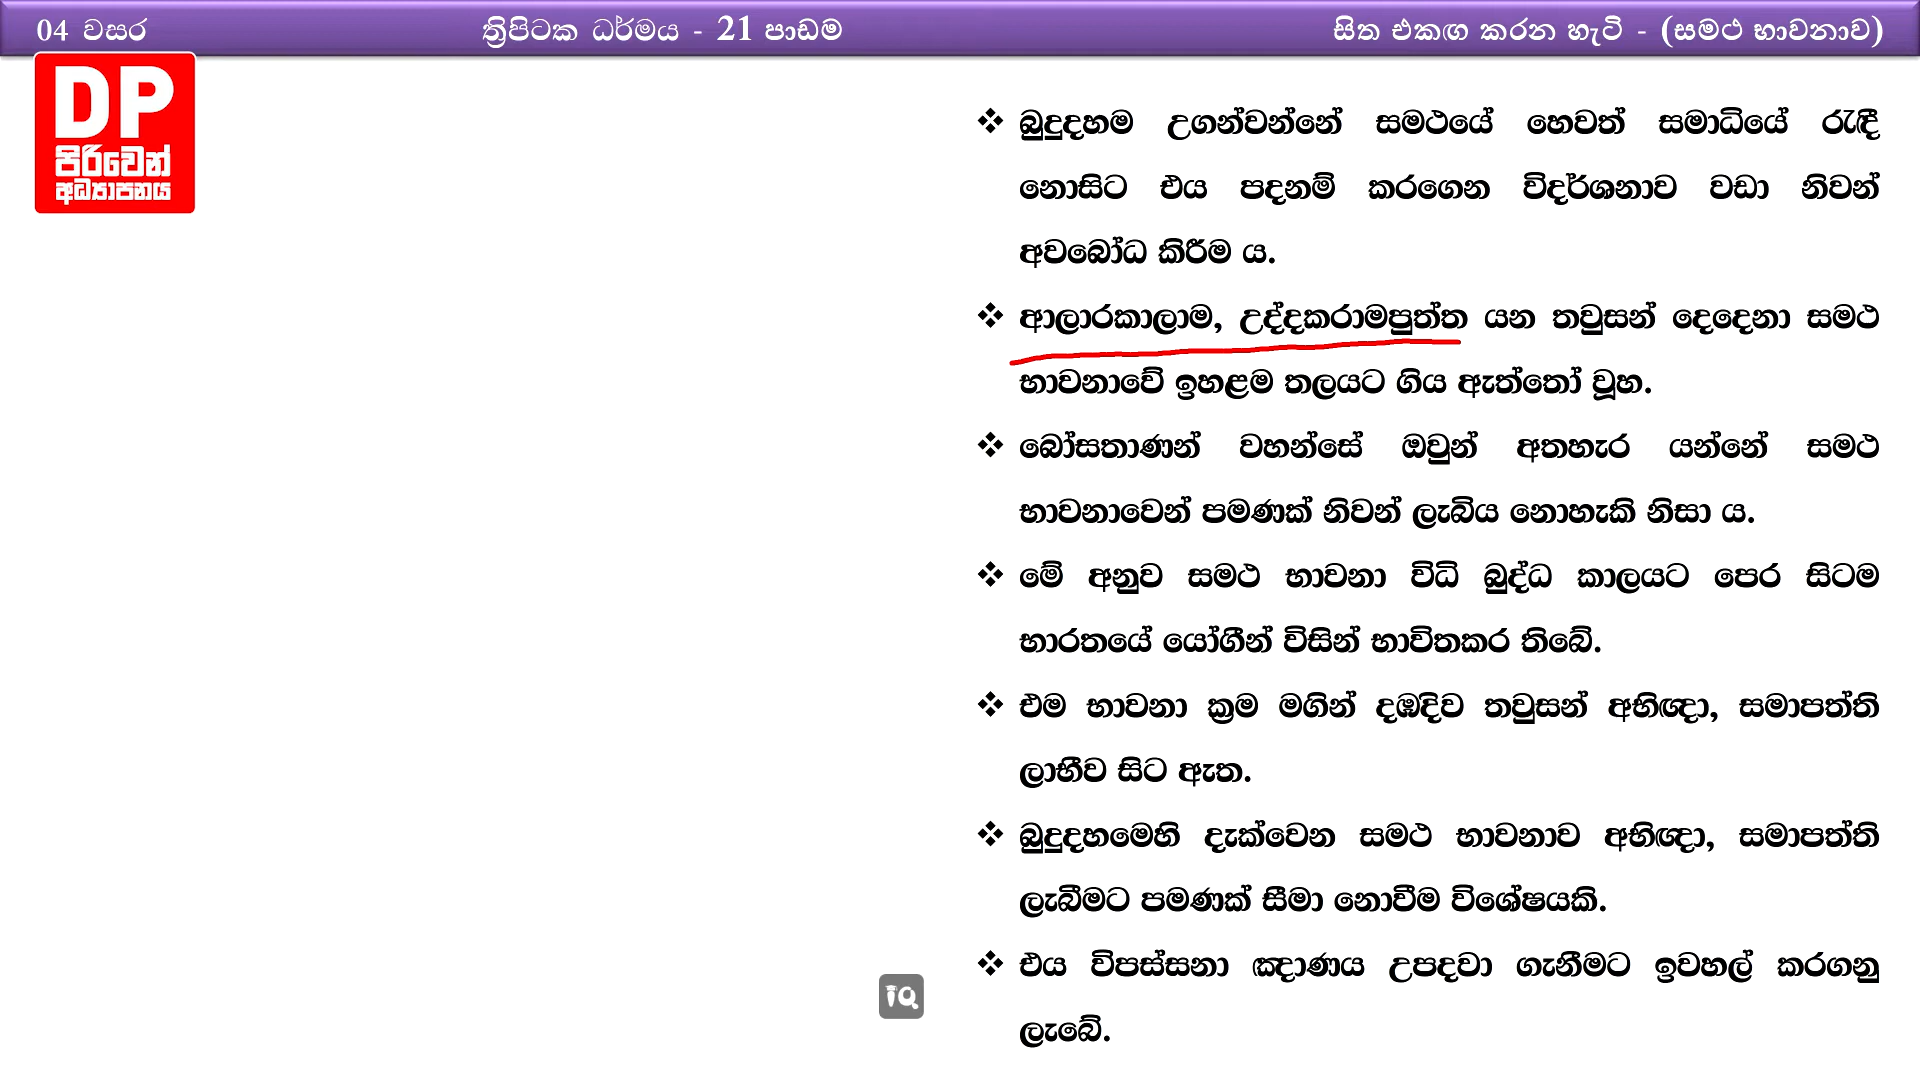 04 වසර
ත්‍රිපිටක ධර්මය - 21 පාඩම
සිත එකඟ කරන හැටි - (සමථ භාවනාව)
DP
පිරිවෙන්
අධ්‍යාපනය
❖ බුදුදහම උගන්වන්නේ සමථයේ හෙවත් සමාධියේ රැඳී
නොසිට එය පදනම් කරගෙන විදර්ශනාව වඩා නිවන්
අවබෝධ කිරීම ය.
❖ ආලාරකාලාම, උද්දකරාමපුත්ත යන තවුසන් දෙදෙනා සමථ
භාවනාවේ ඉහළම තලයට ගිය ඇත්තෝ වූහ.
❖ බෝසතාණන් වහන්සේ ඔවුන් අතහැර යන්නේ සමථ
භාවනාවෙන් පමණක් නිවන් ලැබිය නොහැකි නිසා ය.
❖ මේ අනුව සමථ භාවනා විධි බුද්ධ කාලයට පෙර සිටම
භාරතයේ යෝගීන් විසින් භාවිතකර තිබේ.
❖ එම භාවනා ක්‍රම මගින් දඹදිව තවුසන් අභිඥා, සමාපත්ති
ලාභීව සිට ඇත.
❖ බුදුදහමෙහි දැක්වෙන සමථ භාවනාව අභිඥා, සමාපත්ති
ලැබීමට පමණක් සීමා නොවීම විශේෂයකි.
❖ එය විපස්සනා ඤාණය උපදවා ගැනීමට ඉවහල් කරගනු
ලැබේ.
iQ